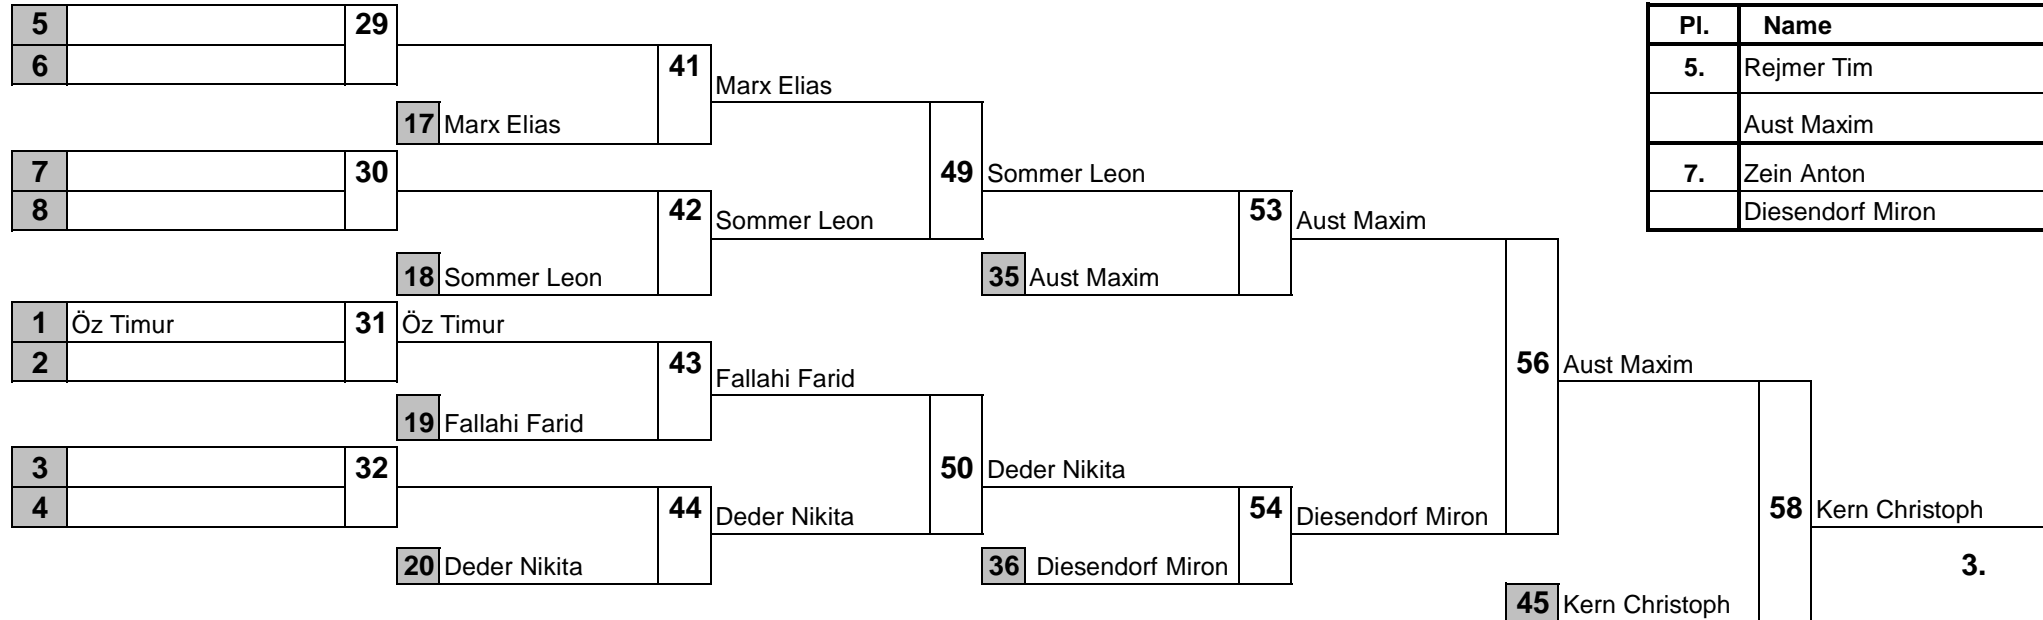 5 29
6
41
Marx Elias
17 Marx Elias
7 30
49 Sommer Leon
8
42
Sommer Leon
53
Aust Maxim
18 Sommer Leon
35 Aust Maxim
1 Öz Timur 31 Öz Timur
2
43
Fallahi Farid
56
Aust Maxim
19 Fallahi Farid
3 32
50 Deder Nikita
4
44
Deder Nikita
54
Diesendorf Miron
58
Kern Christoph
20 Deder Nikita
36 Diesendorf Miron
3.
45 Kern Christoph
Pl. Name
5. Rejmer Tim
Aust Maxim
7. Zein Anton
Diesendorf Miron